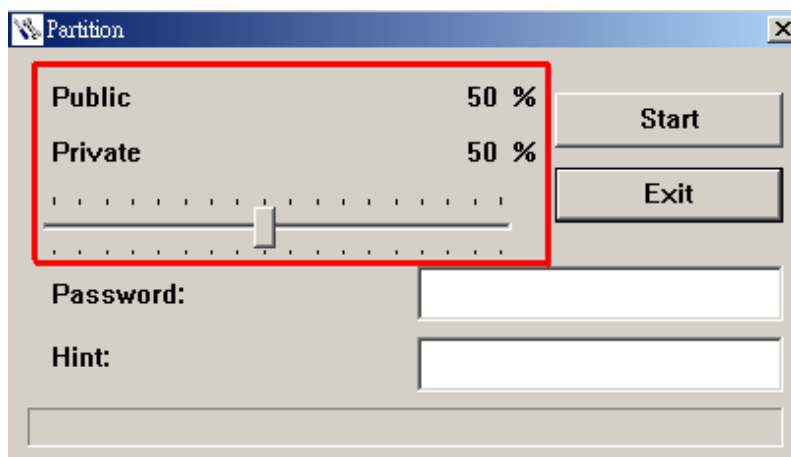 Partition
Public 50 %
Private 50 %
Start
Exit
Password:
Hint: